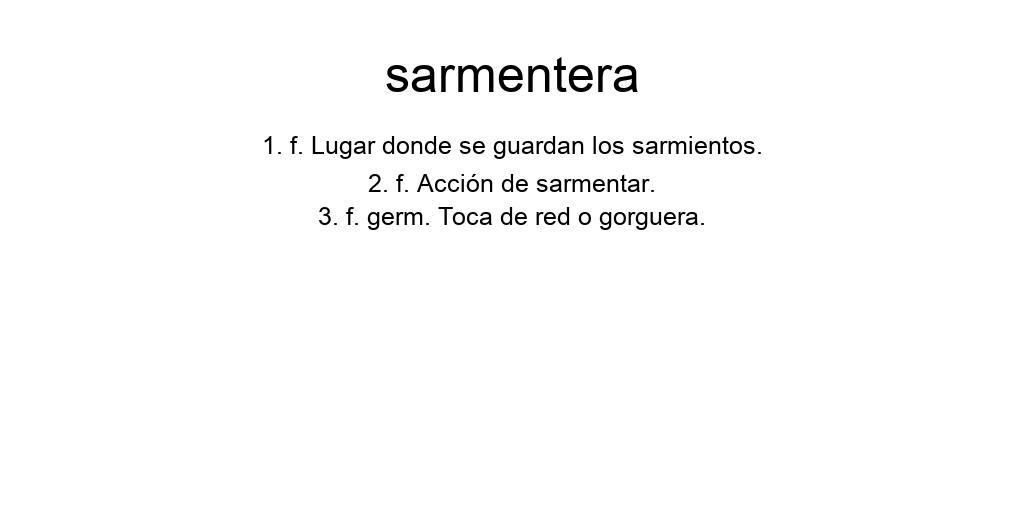 sarmentera
1. f. Lugar donde se guardan los sarmientos.
2. f. Acción de sarmentar.
3. f. germ. Toca de red o gorguera.